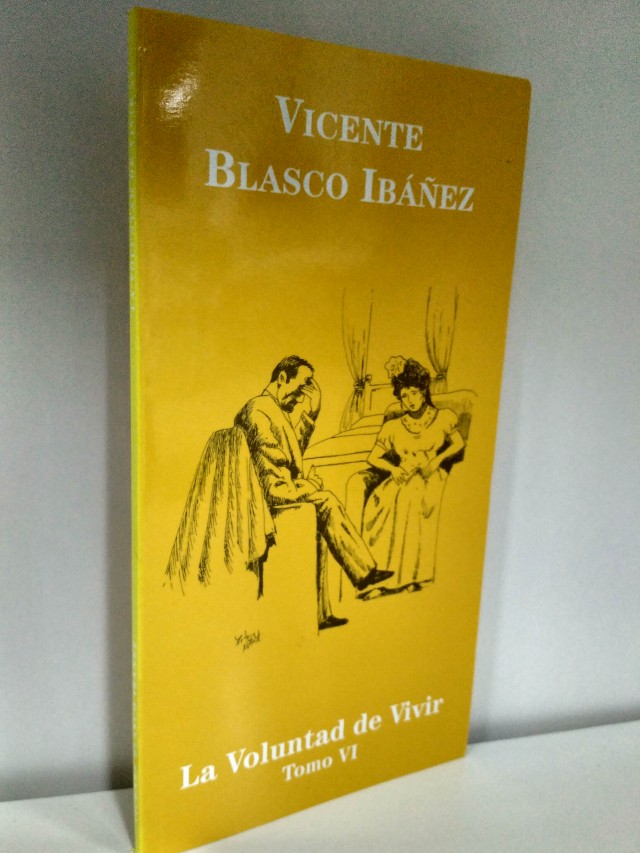 VICENTE
BLASCO IBÁÑEZ
La Voluntad de Vivir
Tomo VI